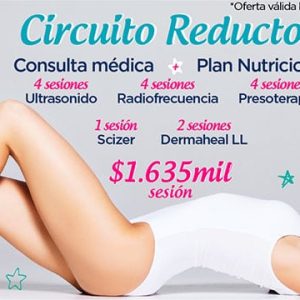 *Oferta válida
Circuito Reducto
Consulta médica + Plan Nutricio
4 sesiones 4 sesiones 4 sesiones
Ultrasonido Radiofrecuencia Presoterap
1 sesión 2 sesiones
Scizer Dermaheal LL
$1.635mil
sesión